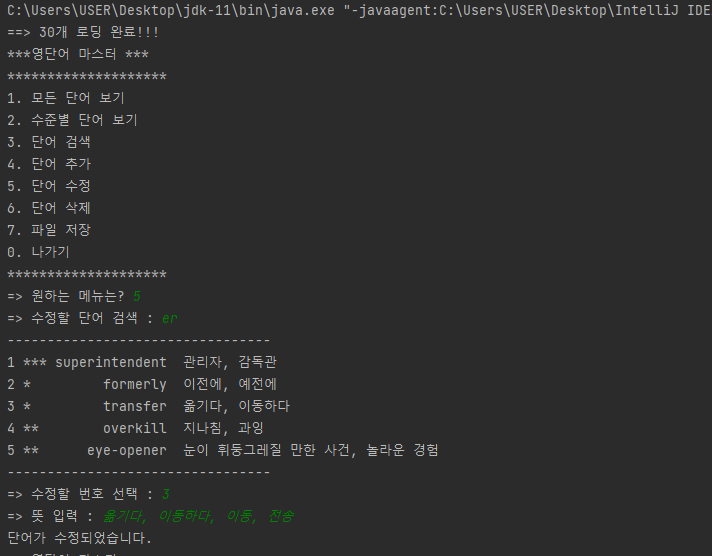 C:\Users\USER\Desktop\jdk-11\bin\java.exe "-javaagent:C:\Users\USER\Desktop\IntelliJ IDE
==> 30개 로딩 완료!!!
***영단어 마스터 ***
********************
1. 모든 단어 보기
2. 수준별 단어 보기
3. 단어 검색
4. 단어 추가
5. 단어 수정
6. 단어 삭제
7. 파일 저장
0. 나가기
********************
=> 원하는 메뉴는? 5
=> 수정할 단어 검색 : er
---------------------------------
1 *** superintendent  관리자, 감독관
2 *         formerly  이전에, 예전에
3 *         transfer  옮기다, 이동하다
4 **        overkill  지나침, 과잉
5 **      eye-opener  눈이 휘둥그레질 만한 사건, 놀라운 경험
---------------------------------
=> 수정할 번호 선택 : 3
=> 뜻 입력 : 옮기다, 이동하다, 이동, 전송
단어가 수정되었습니다.